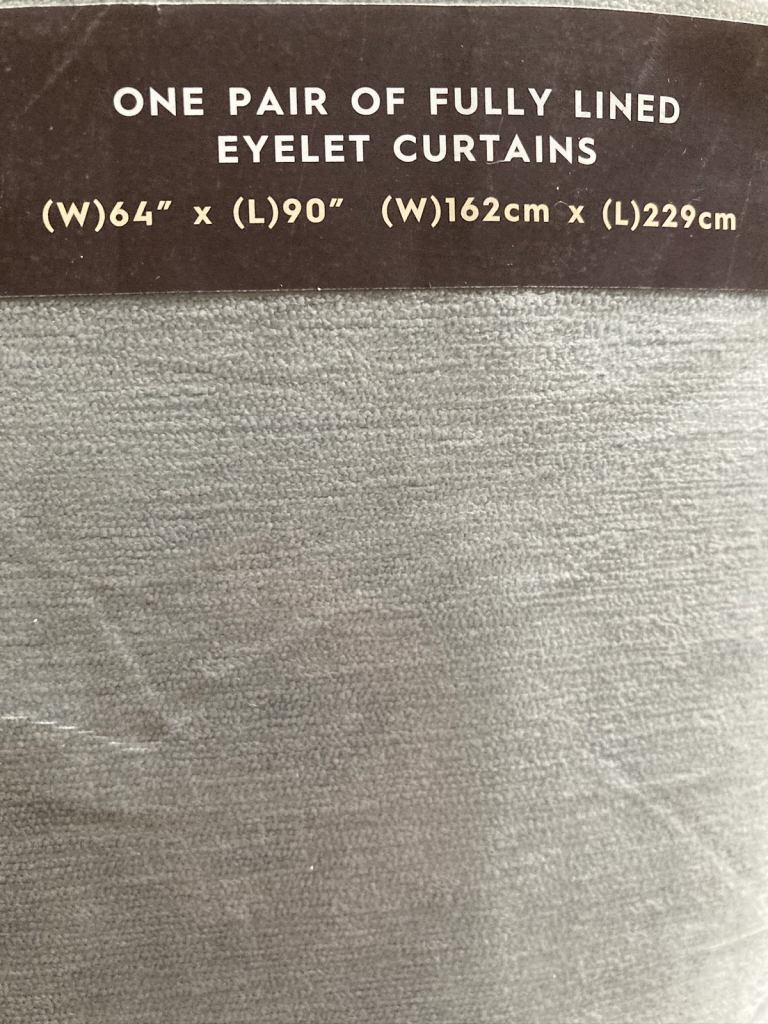 ONE PAIR OF FULLY LINED
EYELET CURTAINS
(W)64" x (L)90" (W)162cm x (L)229cm